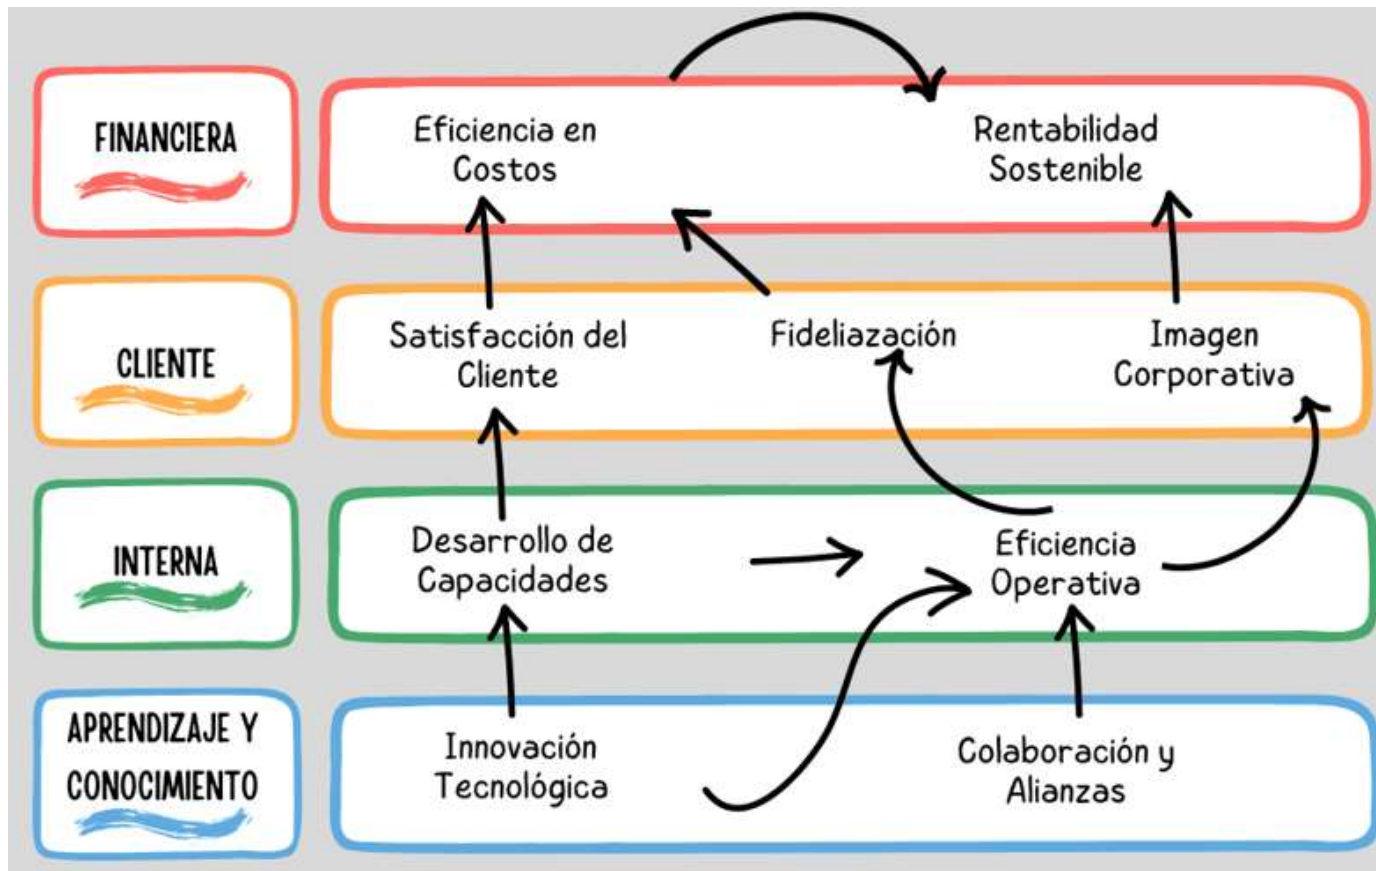 FINANCIERA
Eficiencia en
Costos
Rentabilidad
Sostenible
CLIENTE
Satisfacción del
Cliente
Fideliazación
Imagen
Corporativa
INTERNA
Desarrollo de
Capacidades
Eficiencia
Operativa
APRENDIZAJE Y
CONOCIMIENTO
Innovación
Tecnológica
Colaboración y
Alianzas